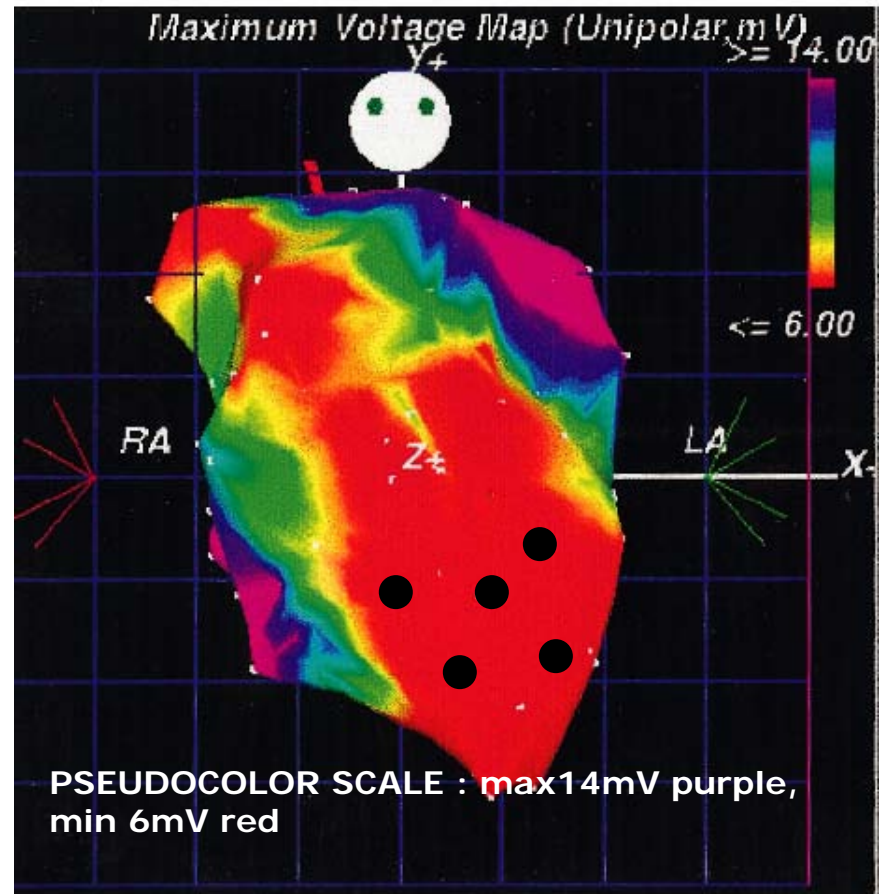 Maximum Voltage Map (Unipolar,mV)
Y+
>= 14.00
<= 6.00
RA
Z+
LA
X-
PSEUDOCOLOR SCALE : max14mV purple,
min 6mV red